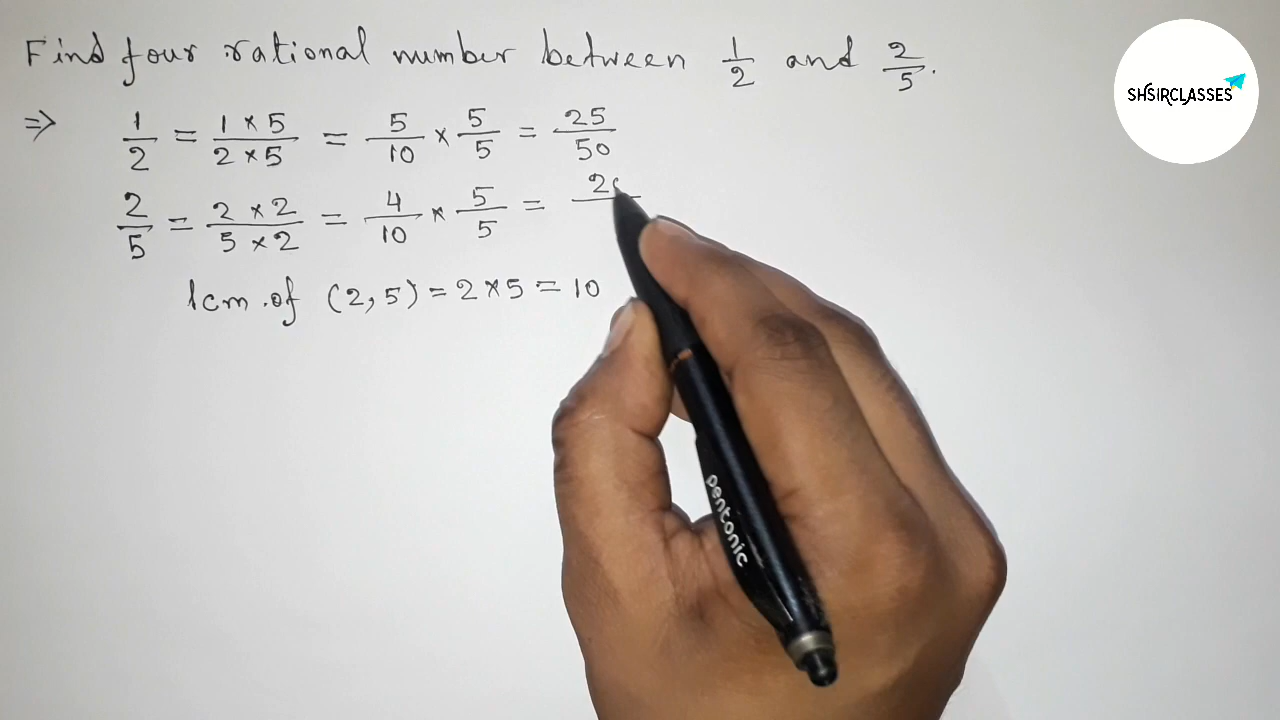 Find four rational number between 1/2 and 2/5.
SHSIRCLASSES
⇒ 1/2 = 1×5/2×5 = 5/10 × 5/5 = 25/50
2/5 = 2×2/5×2 = 4/10 × 5/5 = 2
lcm of (2,5) = 2×5 = 10
pentonic